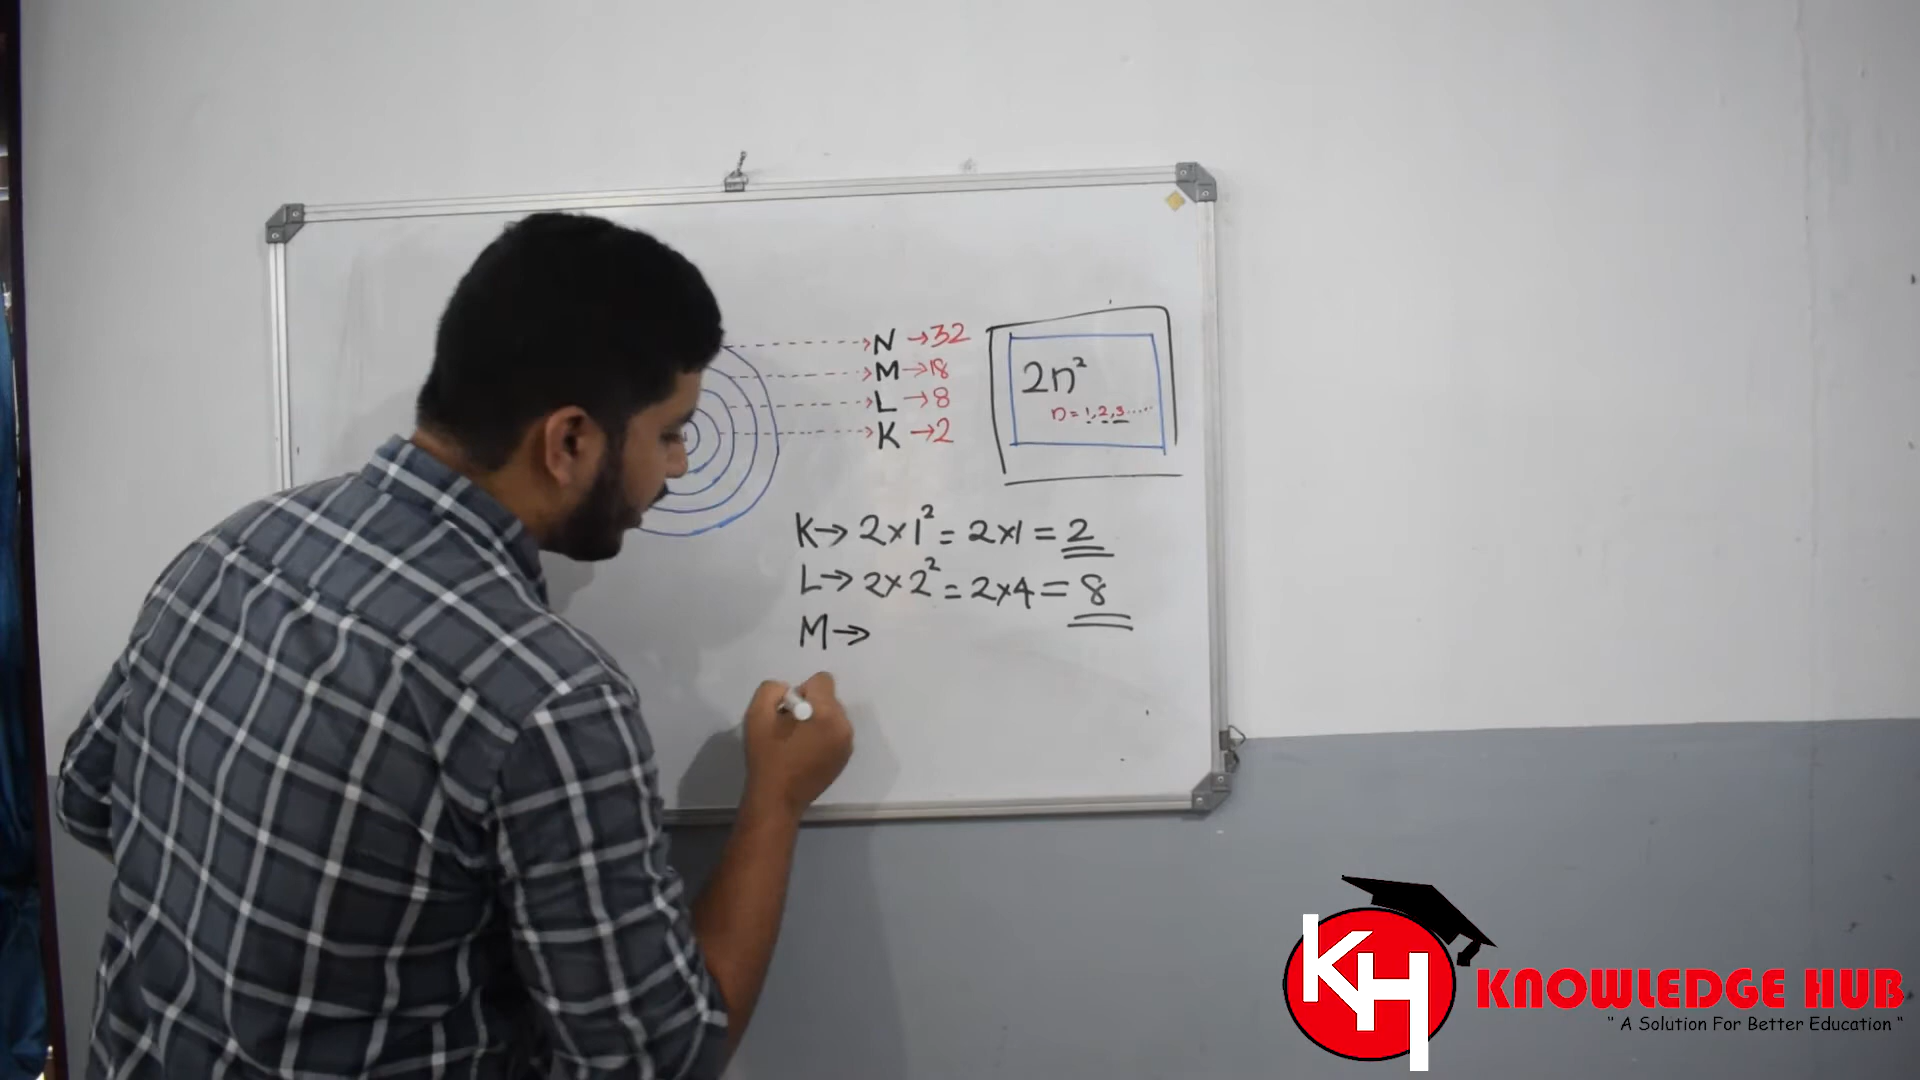 N → 32
M → 18
L → 8
K → 2
2n²
n = 1, 2, 3......
K → 2 × 1² = 2 × 1 = 2
L → 2 × 2² = 2 × 4 = 8
M →
KH
KNOWLEDGE HUB
" A Solution For Better Education "